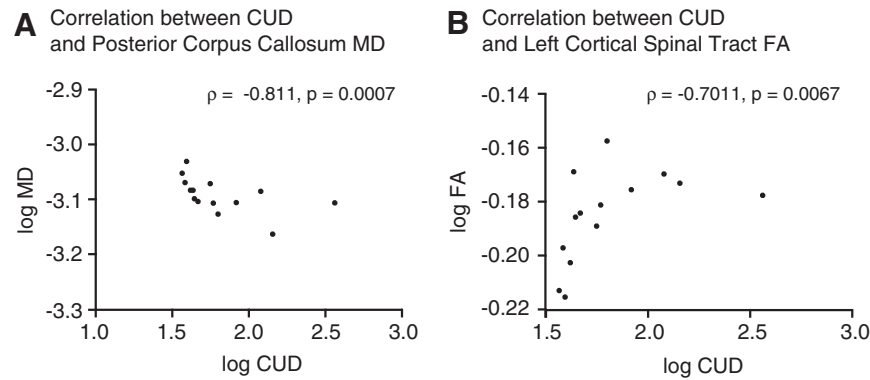 A
Correlation between CUD
and Posterior Corpus Callosum MD
ρ = -0.811, p = 0.0007
-2.9
-3.0
-3.1
-3.2
-3.3
log MD
1.0 1.5 2.0 2.5 3.0
log CUD
B
Correlation between CUD
and Left Cortical Spinal Tract FA
ρ = -0.7011, p = 0.0067
-0.14
-0.16
-0.18
-0.20
-0.22
log FA
1.5 2.0 2.5 3.0
log CUD